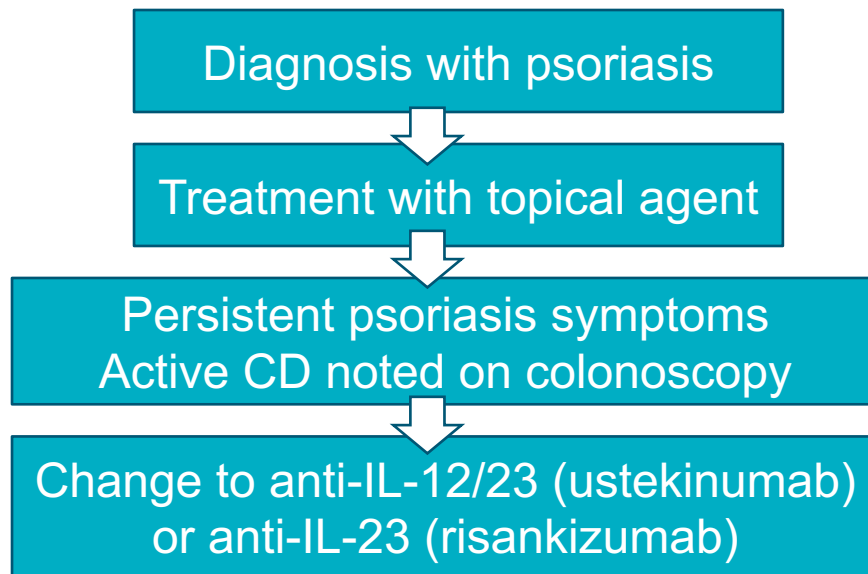 Diagnosis with psoriasis
Treatment with topical agent
Persistent psoriasis symptoms
Active CD noted on colonoscopy
Change to anti-IL-12/23 (ustekinumab)
or anti-IL-23 (risankizumab)